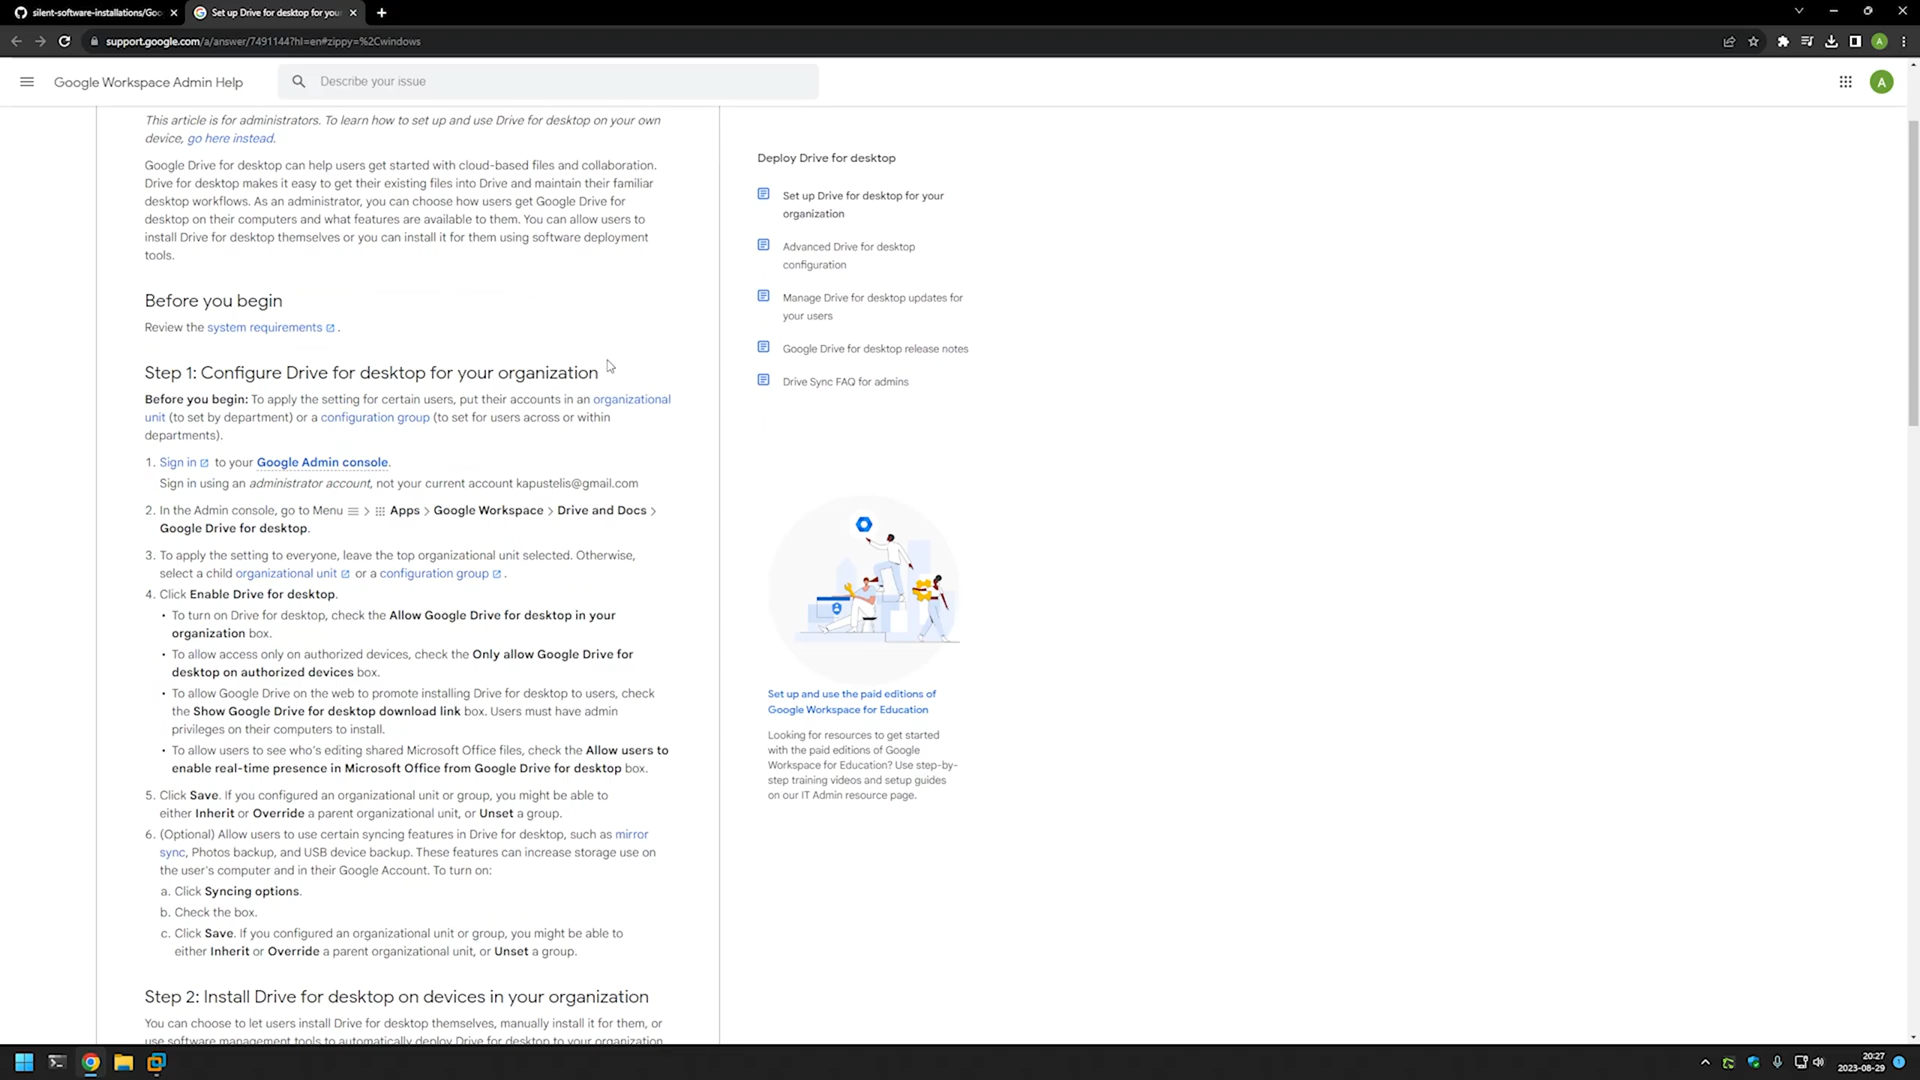 silent-software-installations/Goo
Set up Drive for desktop for your
support.google.com/a/answer/7491144?hl=en#zippy=%2Cwindows
A
Google Workspace Admin Help
Describe your issue
A
This article is for administrators. To learn how to set up and use Drive for desktop on your own
device, go here instead.
Google Drive for desktop can help users get started with cloud-based files and collaboration.
Drive for desktop makes it easy to get their existing files into Drive and maintain their familiar
desktop workflows. As an administrator, you can choose how users get Google Drive for
desktop on their computers and what features are available to them. You can allow users to
install Drive for desktop themselves or you can install it for them using software deployment
tools.
Before you begin
Review the system requirements .
Step 1: Configure Drive for desktop for your organization
Before you begin: To apply the setting for certain users, put their accounts in an organizational
unit (to set by department) or a configuration group (to set for users across or within
departments).
1. Sign in to your Google Admin console.
Sign in using an administrator account, not your current account kapustelis@gmail.com
2. In the Admin console, go to Menu > Apps > Google Workspace > Drive and Docs >
Google Drive for desktop.
3. To apply the setting to everyone, leave the top organizational unit selected. Otherwise,
select a child organizational unit or a configuration group .
4. Click Enable Drive for desktop.
• To turn on Drive for desktop, check the Allow Google Drive for desktop in your
organization box.
• To allow access only on authorized devices, check the Only allow Google Drive for
desktop on authorized devices box.
• To allow Google Drive on the web to promote installing Drive for desktop to users, check
the Show Google Drive for desktop download link box. Users must have admin
privileges on their computers to install.
• To allow users to see who's editing shared Microsoft Office files, check the Allow users to
enable real-time presence in Microsoft Office from Google Drive for desktop box.
5. Click Save. If you configured an organizational unit or group, you might be able to
either Inherit or Override a parent organizational unit, or Unset a group.
6. (Optional) Allow users to use certain syncing features in Drive for desktop, such as mirror
sync, Photos backup, and USB device backup. These features can increase storage use on
the user's computer and in their Google Account. To turn on:
a. Click Syncing options.
b. Check the box.
c. Click Save. If you configured an organizational unit or group, you might be able to
either Inherit or Override a parent organizational unit, or Unset a group.
Step 2: Install Drive for desktop on devices in your organization
You can choose to let users install Drive for desktop themselves, manually install it for them, or
use software management tools to automatically deploy Drive for desktop to your organization
Deploy Drive for desktop
Set up Drive for desktop for your
organization
Advanced Drive for desktop
configuration
Manage Drive for desktop updates for
your users
Google Drive for desktop release notes
Drive Sync FAQ for admins
Set up and use the paid editions of
Google Workspace for Education
Looking for resources to get started
with the paid editions of Google
Workspace for Education? Use step-by-
step training videos and setup guides
on our IT Admin resource page.
20:27
2023-08-29
1